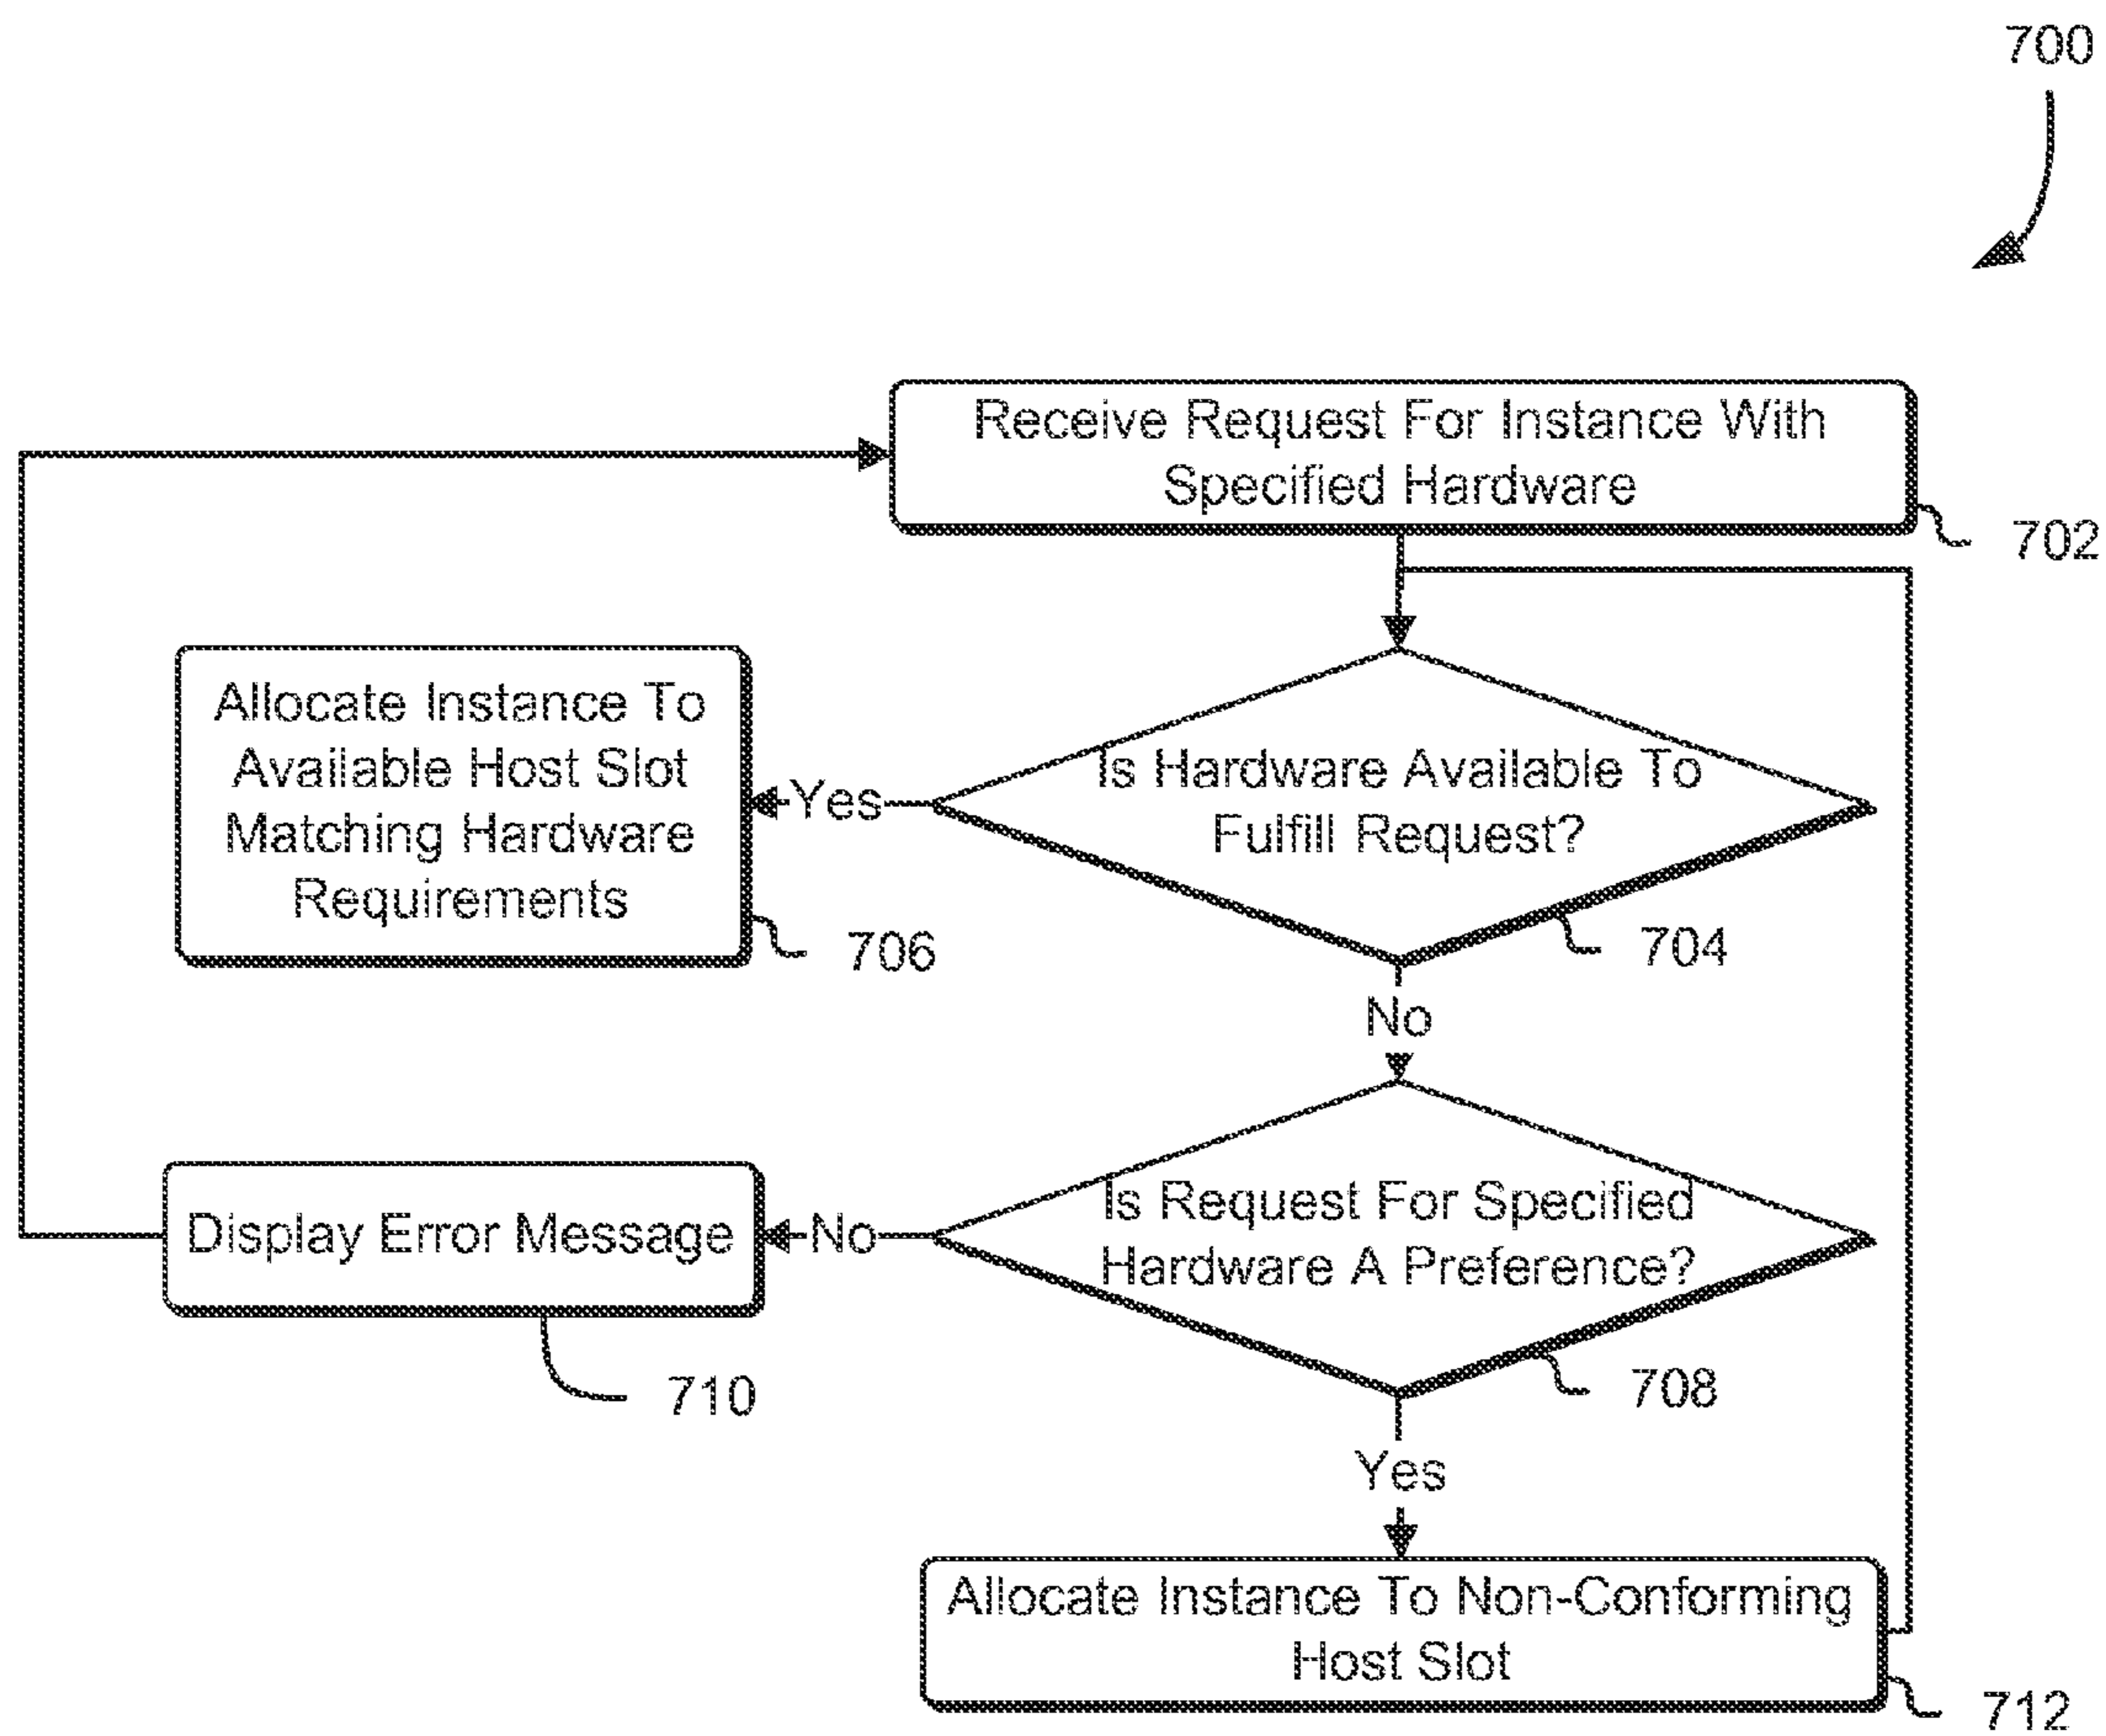 700
Receive Request For Instance With
Specified Hardware
702
Allocate Instance To
Available Host Slot
Matching Hardware
Requirements
706
Yes
Is Hardware Available To
Fulfill Request?
704
No
Is Request For Specified
Hardware A Preference?
708
No
Display Error Message
710
Yes
Allocate Instance To Non-Conforming
Host Slot
712